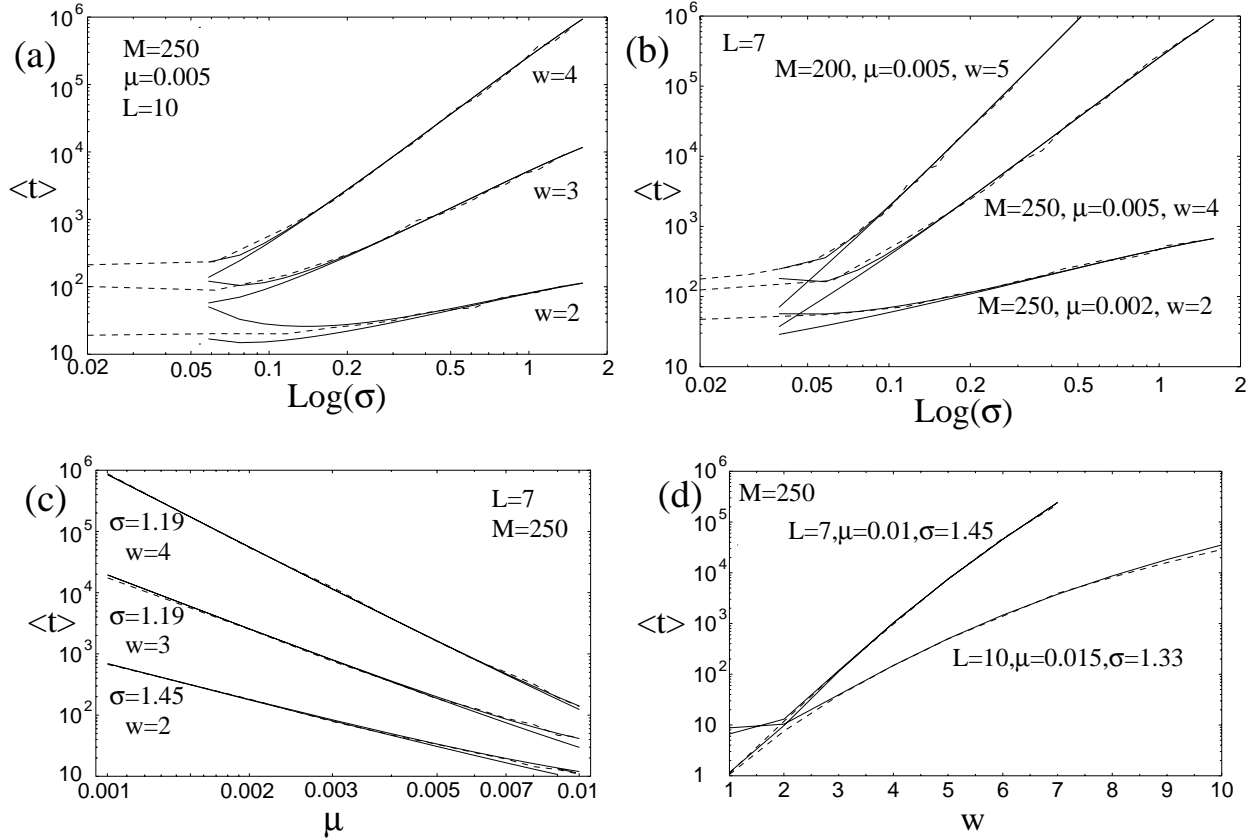 (a)
M=250
μ=0.005
L=10
w=4
w=3
w=2
<t>
10^6
10^5
10^4
10^3
10^2
10
0.02 0.05 0.1 0.2 0.5 1 2
Log(σ)
(b)
L=7
M=200, μ=0.005, w=5
M=250, μ=0.005, w=4
M=250, μ=0.002, w=2
<t>
10^6
10^5
10^4
10^3
10^2
10
0.02 0.05 0.1 0.2 0.5 1 2
Log(σ)
(c)
L=7
M=250
σ=1.19
w=4
σ=1.19
w=3
σ=1.45
w=2
<t>
10^6
10^5
10^4
10^3
10^2
10
0.001 0.002 0.003 0.005 0.007 0.01
μ
(d)
M=250
L=7,μ=0.01,σ=1.45
L=10,μ=0.015,σ=1.33
<t>
10^6
10^5
10^4
10^3
10^2
10
1
1 2 3 4 5 6 7 8 9 10
w